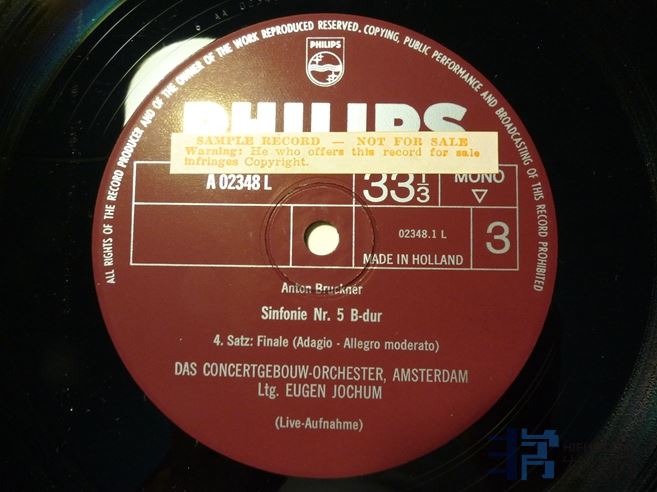 ALL RIGHTS OF THE RECORD PRODUCER AND OF THE OWNER OF THE WORK RECORDED RESERVED. COPYING, PUBLIC PERFORMANCE AND BROADCASTING OF THIS RECORD PROHIBITED
PHILIPS
PHILIPS
SAMPLE RECORD — NOT FOR SALE
Warning: He who offers this record for sale
infringes Copyright.
A 02348 L
33 1/3
MONO
02348.1 L
3
MADE IN HOLLAND
Anton Bruckner
Sinfonie Nr. 5 B-dur
4. Satz: Finale (Adagio - Allegro moderato)
DAS CONCERTGEBOUW-ORCHESTER, AMSTERDAM
Ltg. EUGEN JOCHUM
(Live-Aufnahme)